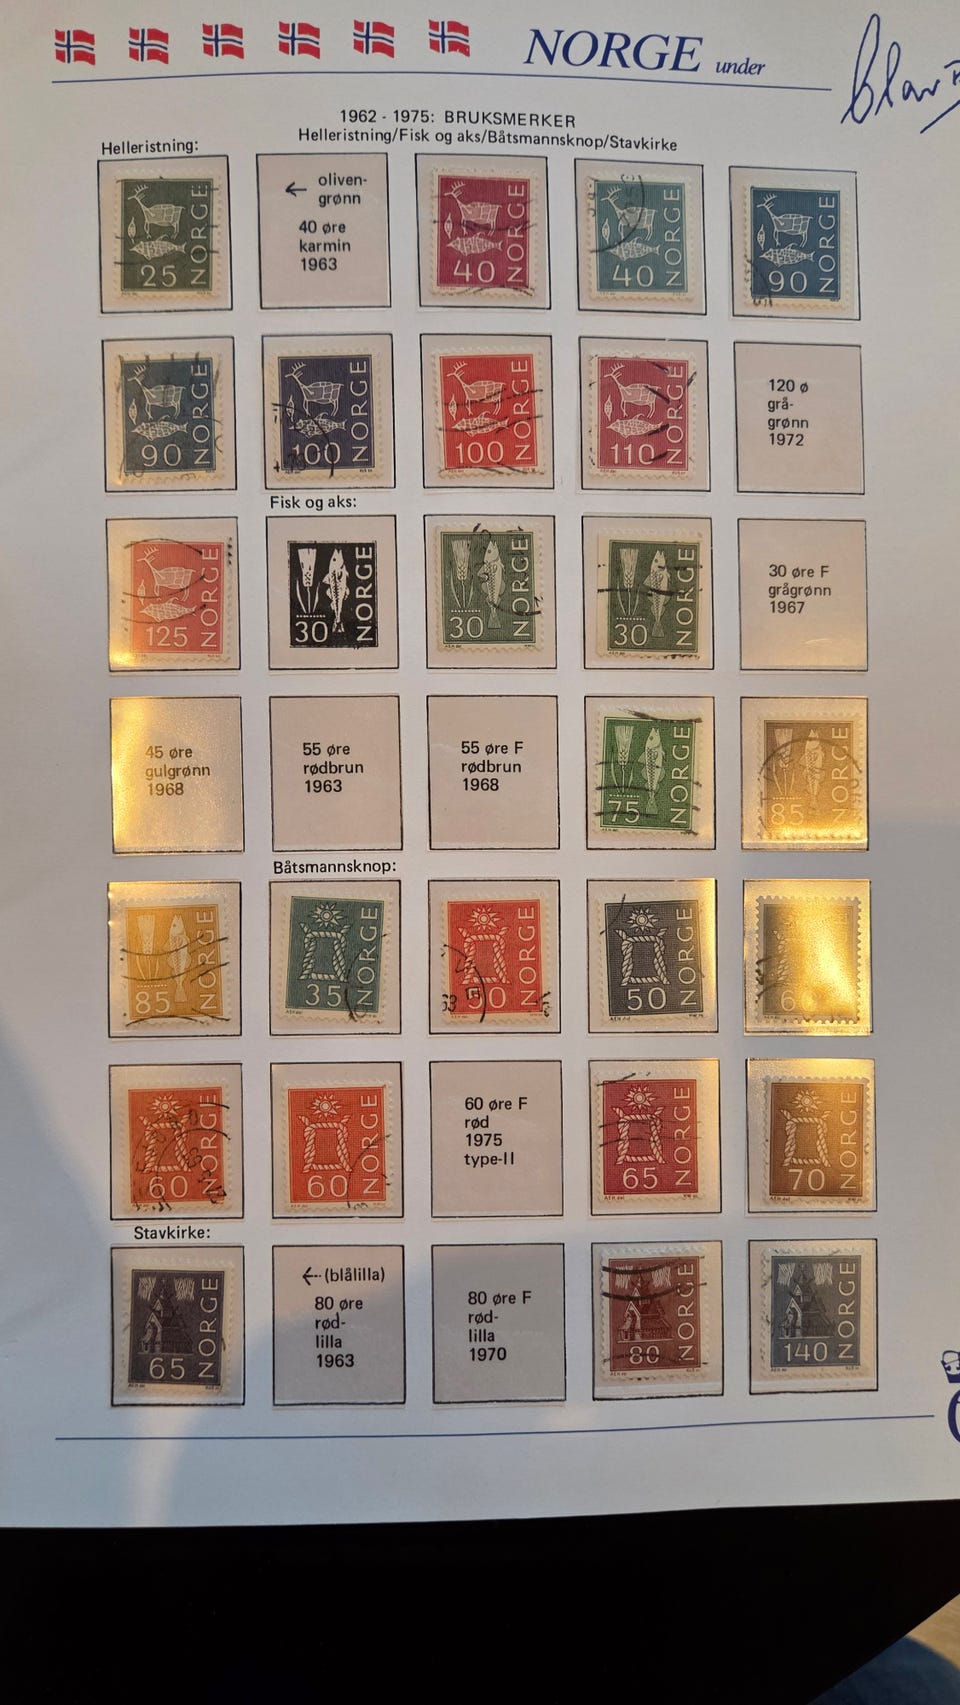 NORGE under
1962 - 1975: BRUKSMERKER
Helleristning/Fisk og aks/Båtsmannsknop/Stavkirke
Helleristning:
25 NORGE
← oliven-
grønn
40 øre
karmin
1963
40 NORGE
40 NORGE
90 NORGE
90 NORGE
100 NORGE
100 NORGE
110 NORGE
120 ø
grå-
grønn
1972
Fisk og aks:
125 NORGE
30 NORGE
30 NORGE
30 NORGE
30 øre F
grågrønn
1967
45 øre
gulgrønn
1968
55 øre
rødbrun
1963
55 øre F
rødbrun
1968
75 NORGE
85 NORGE
Båtsmannsknop:
85 NORGE
35 NORGE
50 NORGE
50 NORGE
60 NORGE
60 NORGE
60 øre F
rød
1975
type-II
65 NORGE
70 NORGE
Stavkirke:
65 NORGE
←-(blålilla)
80 øre
rød-
lilla
1963
80 øre F
rød-
lilla
1970
80 NORGE
140 NORGE